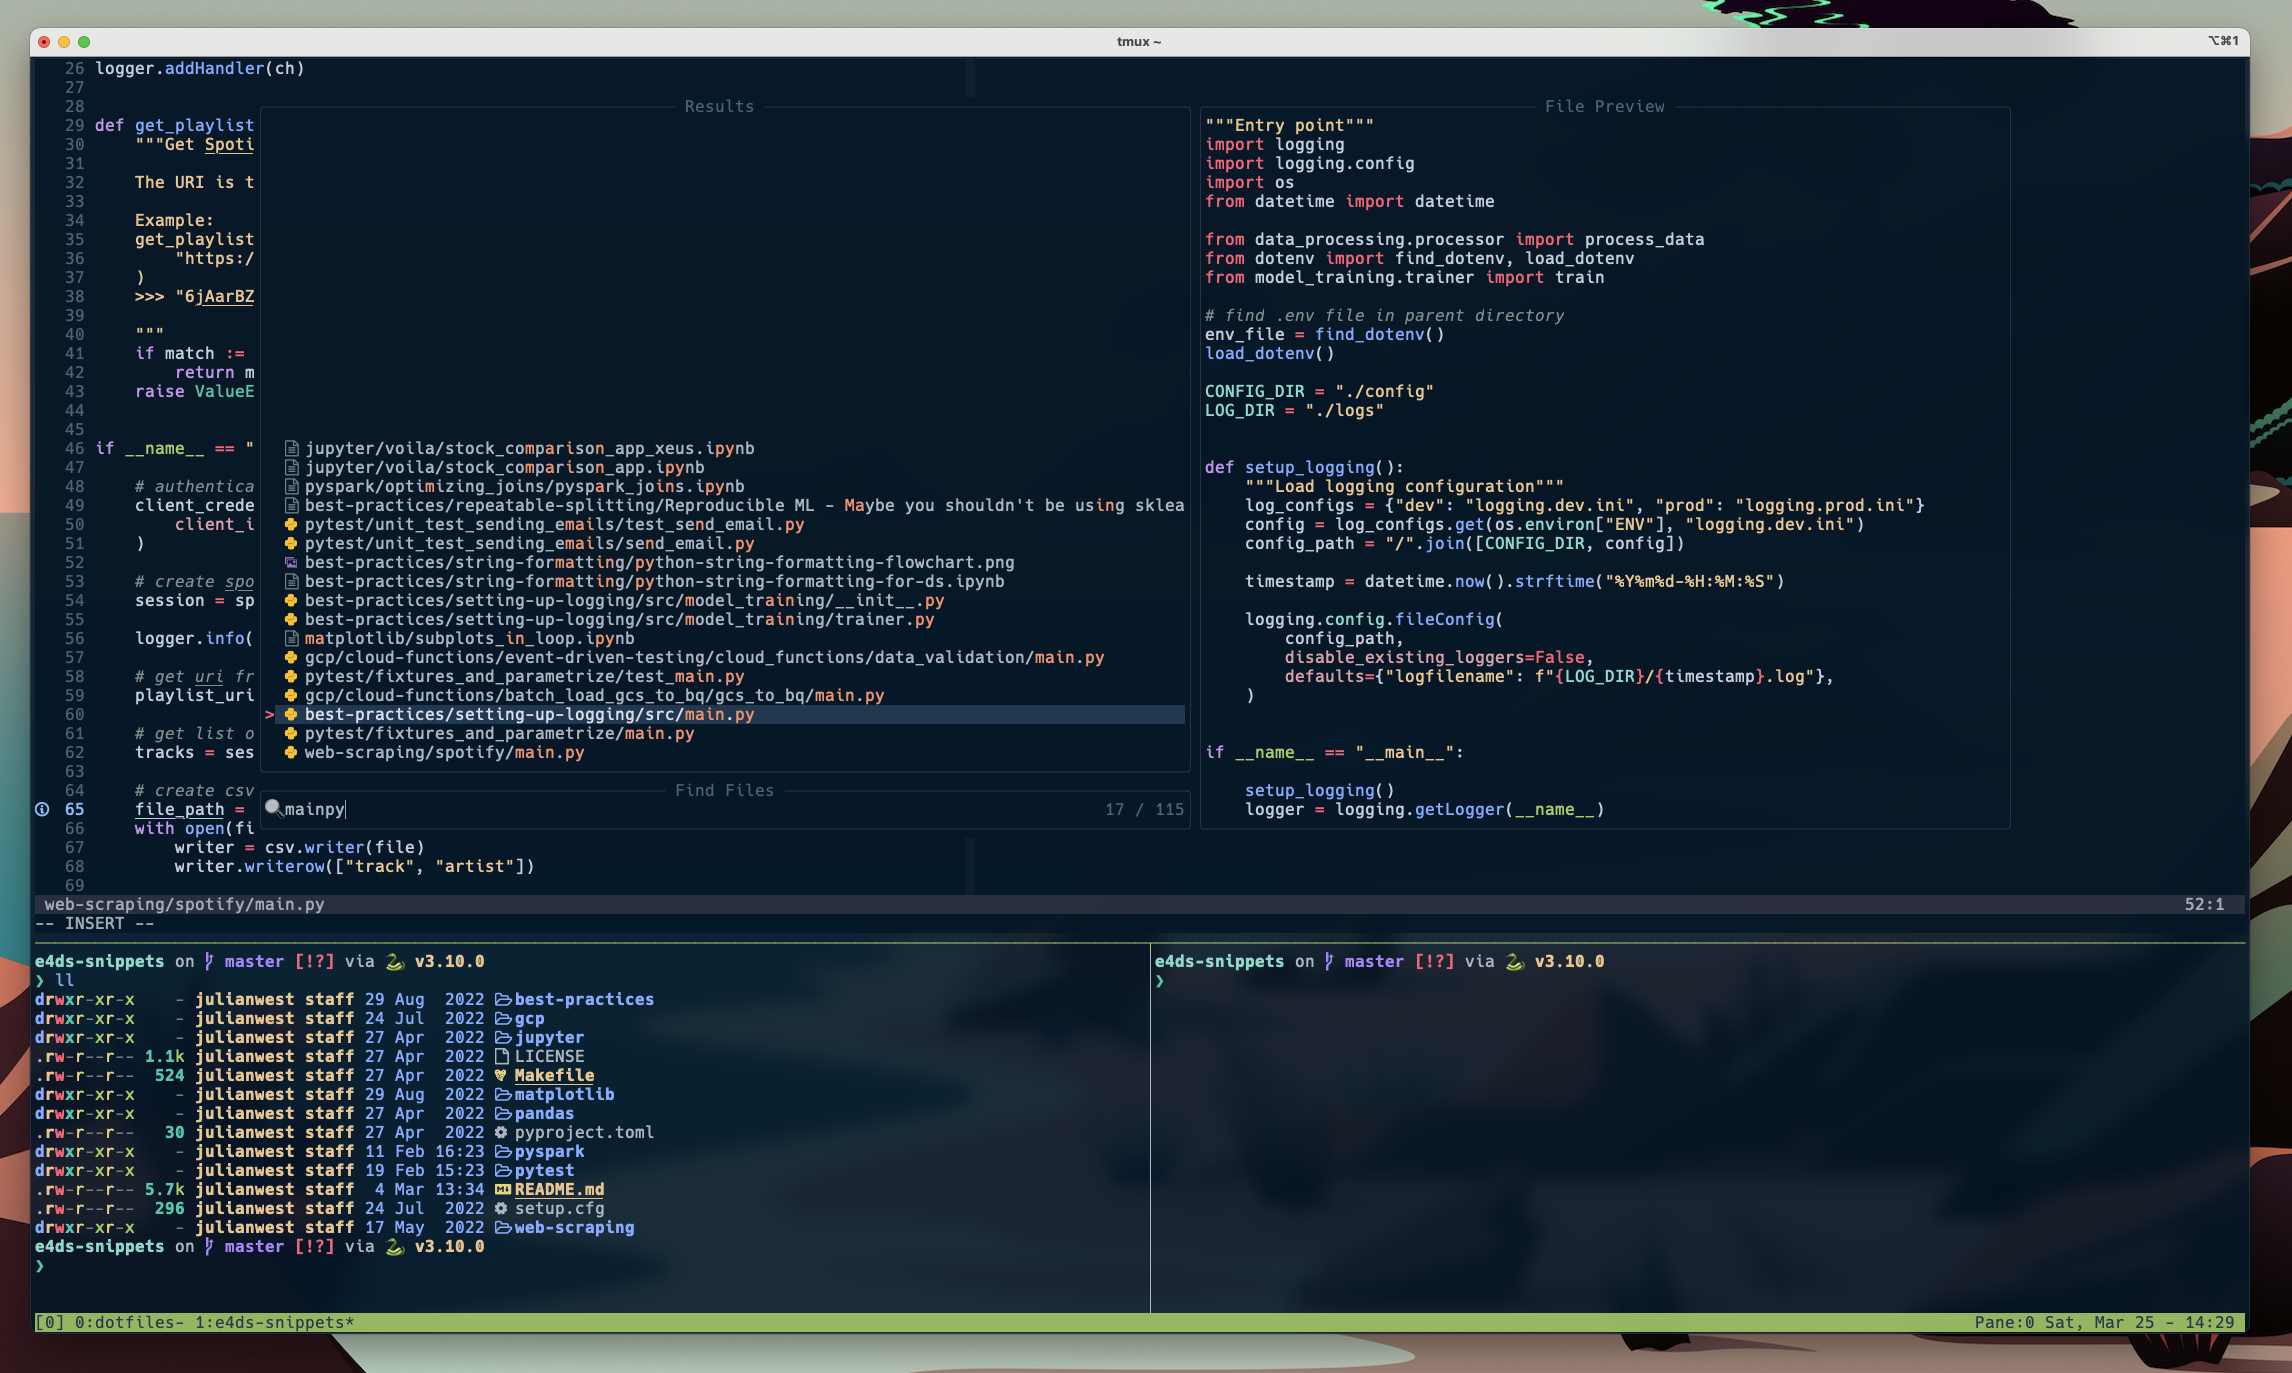 tmux ~
⌥⌘1
26 logger.addHandler(ch)
27
28
29 def get_playlist
30 """Get Spoti
31
32 The URI is t
33
34 Example:
35 get_playlist
36 "https:/
37 )
38 >>> "6jAarBZ
39
40 """
41 if match :=
42 return m
43 raise ValueE
44
45
46 if __name__ == "
47
48 # authentica
49 client_crede
50 client_i
51 )
52
53 # create spo
54 session = sp
55
56 logger.info(
57
58 # get uri fr
59 playlist_uri
60
61 # get list o
62 tracks = ses
63
64 # create csv
65 file_path =
66 with open(fi
67 writer = csv.writer(file)
68 writer.writerow(["track", "artist"])
69
Results
jupyter/voila/stock_comparison_app_xeus.ipynb
jupyter/voila/stock_comparison_app.ipynb
pyspark/optimizing_joins/pyspark_joins.ipynb
best-practices/repeatable-splitting/Reproducible ML - Maybe you shouldn't be using sklea
pytest/unit_test_sending_emails/test_send_email.py
pytest/unit_test_sending_emails/send_email.py
best-practices/string-formatting/python-string-formatting-flowchart.png
best-practices/string-formatting/python-string-formatting-for-ds.ipynb
best-practices/setting-up-logging/src/model_training/__init__.py
best-practices/setting-up-logging/src/model_training/trainer.py
matplotlib/subplots_in_loop.ipynb
gcp/cloud-functions/event-driven-testing/cloud_functions/data_validation/main.py
pytest/fixtures_and_parametrize/test_main.py
gcp/cloud-functions/batch_load_gcs_to_bq/gcs_to_bq/main.py
> best-practices/setting-up-logging/src/main.py
pytest/fixtures_and_parametrize/main.py
web-scraping/spotify/main.py
Find Files
mainpy 17 / 115
File Preview
"""Entry point"""
import logging
import logging.config
import os
from datetime import datetime
from data_processing.processor import process_data
from dotenv import find_dotenv, load_dotenv
from model_training.trainer import train
# find .env file in parent directory
env_file = find_dotenv()
load_dotenv()
CONFIG_DIR = "./config"
LOG_DIR = "./logs"
def setup_logging():
"""Load logging configuration"""
log_configs = {"dev": "logging.dev.ini", "prod": "logging.prod.ini"}
config = log_configs.get(os.environ["ENV"], "logging.dev.ini")
config_path = "/".join([CONFIG_DIR, config])
timestamp = datetime.now().strftime("%Y%m%d-%H:%M:%S")
logging.config.fileConfig(
config_path,
disable_existing_loggers=False,
defaults={"logfilename": f"{LOG_DIR}/{timestamp}.log"},
)
if __name__ == "__main__":
setup_logging()
logger = logging.getLogger(__name__)
web-scraping/spotify/main.py 52:1
-- INSERT --
e4ds-snippets on master [!?] via v3.10.0
❯ ll
drwxr-xr-x - julianwest staff 29 Aug 2022 best-practices
drwxr-xr-x - julianwest staff 24 Jul 2022 gcp
drwxr-xr-x - julianwest staff 27 Apr 2022 jupyter
.rw-r--r-- 1.1k julianwest staff 27 Apr 2022 LICENSE
.rw-r--r-- 524 julianwest staff 27 Apr 2022 Makefile
drwxr-xr-x - julianwest staff 29 Aug 2022 matplotlib
drwxr-xr-x - julianwest staff 27 Apr 2022 pandas
.rw-r--r-- 30 julianwest staff 27 Apr 2022 pyproject.toml
drwxr-xr-x - julianwest staff 11 Feb 16:23 pyspark
drwxr-xr-x - julianwest staff 19 Feb 15:23 pytest
.rw-r--r-- 5.7k julianwest staff 4 Mar 13:34 README.md
.rw-r--r-- 296 julianwest staff 24 Jul 2022 setup.cfg
drwxr-xr-x - julianwest staff 17 May 2022 web-scraping
e4ds-snippets on master [!?] via v3.10.0
❯
e4ds-snippets on master [!?] via v3.10.0
❯
[0] 0:dotfiles- 1:e4ds-snippets* Pane:0 Sat, Mar 25 - 14:29